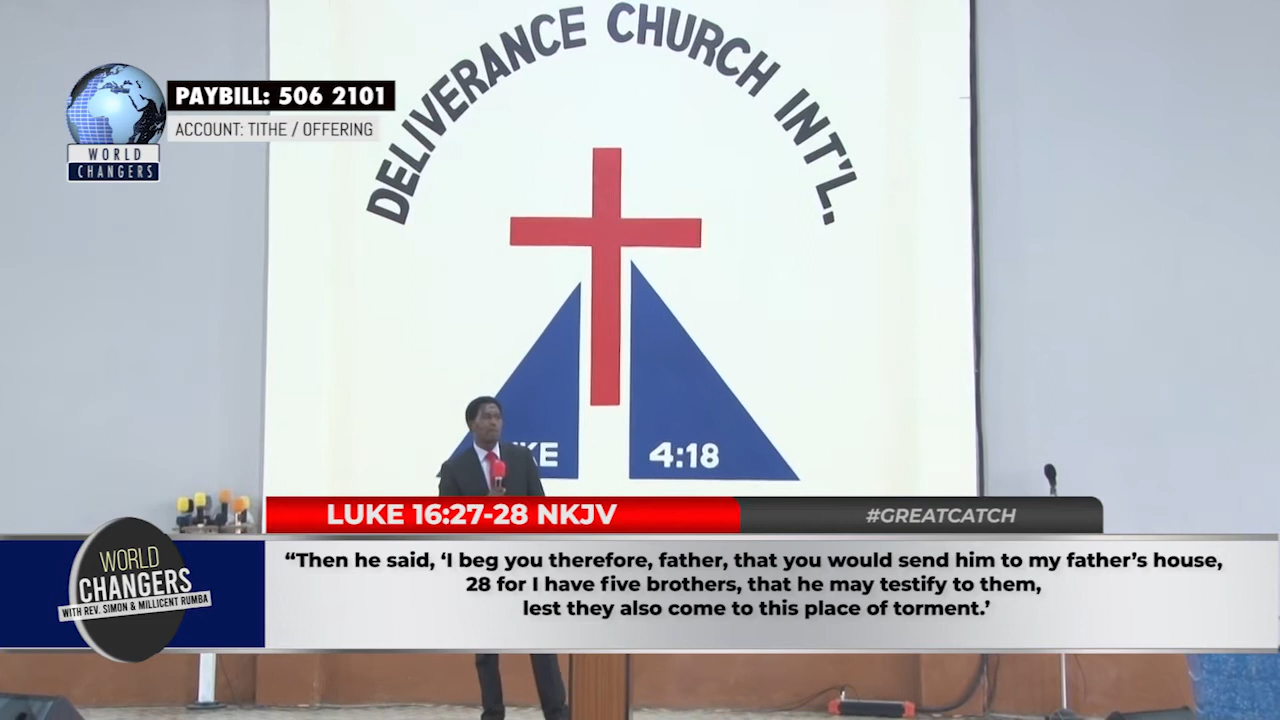 DELIVERANCE CHURCH INT'L.
PAYBILL: 506 2101
ACCOUNT: TITHE / OFFERING
WORLD
CHANGERS
4:18
LUKE 16:27-28 NKJV
#GREATCATCH
“Then he said, ‘I beg you therefore, father, that you would send him to my father’s house,
28 for I have five brothers, that he may testify to them,
lest they also come to this place of torment.’
WORLD
CHANGERS
WITH REV. SIMON & MILLICENT RUMBA